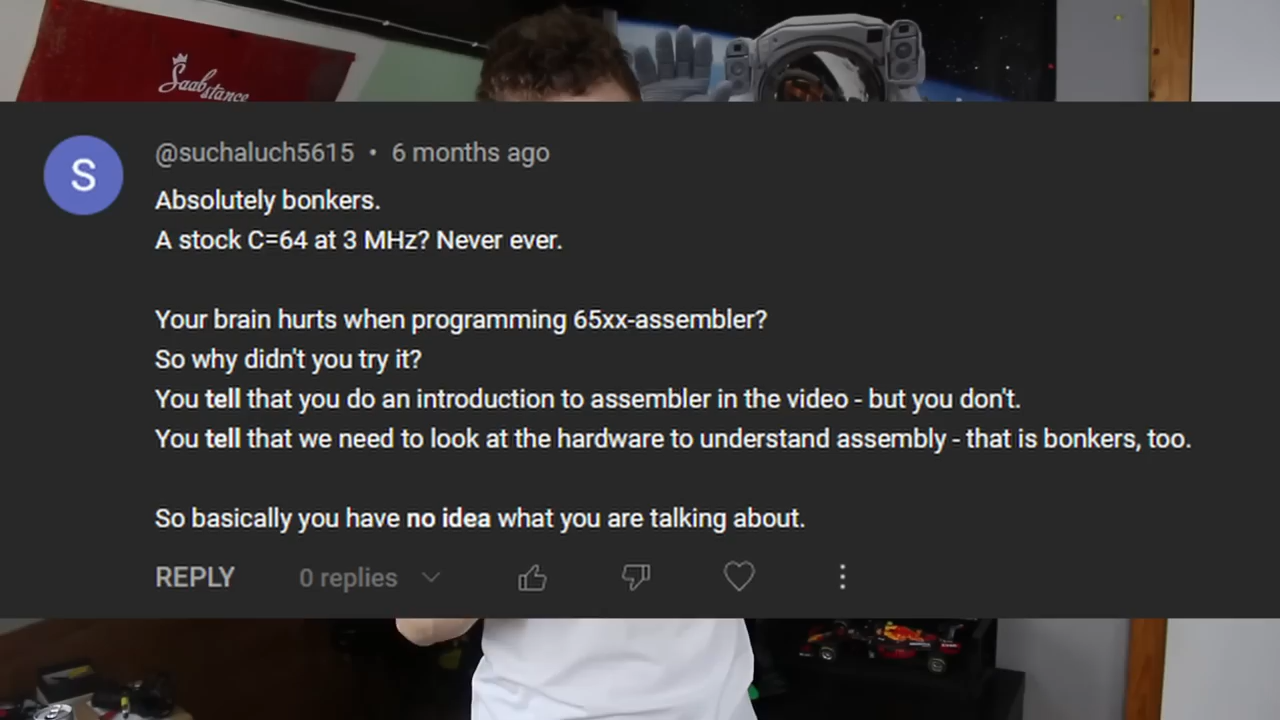 Saabstance
S
@suchaluch5615 • 6 months ago
Absolutely bonkers.
A stock C=64 at 3 MHz? Never ever.
Your brain hurts when programming 65xx-assembler?
So why didn't you try it?
You tell that you do an introduction to assembler in the video - but you don't.
You tell that we need to look at the hardware to understand assembly - that is bonkers, too.
So basically you have no idea what you are talking about.
REPLY 0 replies